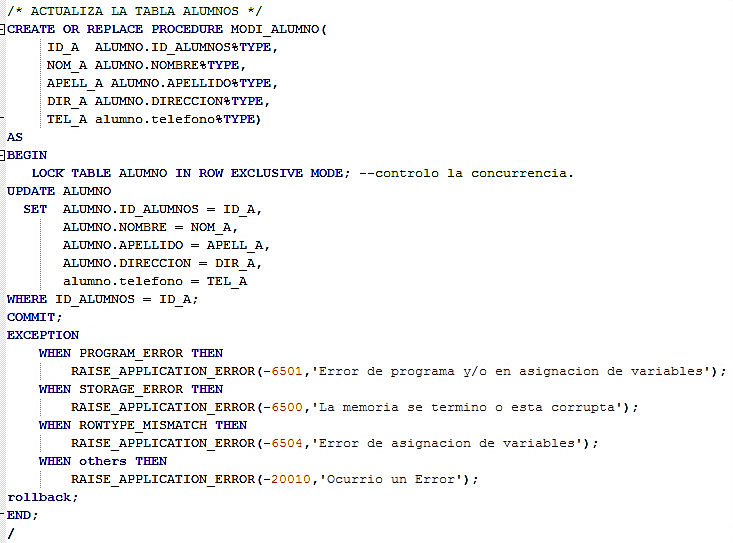 /* ACTUALIZA LA TABLA ALUMNOS */
CREATE OR REPLACE PROCEDURE MODI_ALUMNO(
     ID_A  ALUMNO.ID_ALUMNOS%TYPE,
     NOM_A ALUMNO.NOMBRE%TYPE,
     APELL_A ALUMNO.APELLIDO%TYPE,
     DIR_A ALUMNO.DIRECCION%TYPE,
     TEL_A alumno.telefono%TYPE)
AS
BEGIN
   LOCK TABLE ALUMNO IN ROW EXCLUSIVE MODE; --controlo la concurrencia.
UPDATE ALUMNO
  SET  ALUMNO.ID_ALUMNOS = ID_A,
       ALUMNO.NOMBRE = NOM_A,
       ALUMNO.APELLIDO = APELL_A,
       ALUMNO.DIRECCION = DIR_A,
       alumno.telefono = TEL_A
WHERE ID_ALUMNOS = ID_A;
COMMIT;
EXCEPTION
    WHEN PROGRAM_ERROR THEN
        RAISE_APPLICATION_ERROR(-6501,'Error de programa y/o en asignacion de variables');
    WHEN STORAGE_ERROR THEN
        RAISE_APPLICATION_ERROR(-6500,'La memoria se termino o esta corrupta');
    WHEN ROWTYPE_MISMATCH THEN
        RAISE_APPLICATION_ERROR(-6504,'Error de asignacion de variables');
    WHEN others THEN
        RAISE_APPLICATION_ERROR(-20010,'Ocurrio un Error');
rollback;
END;
/